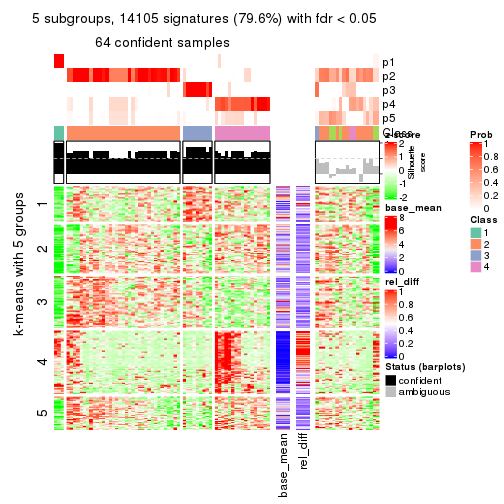 5 subgroups, 14105 signatures (79.6%) with fdr < 0.05
64 confident samples
p1
p2
p3
p4
p5
Class
z-score
2
1
0
-1
-2
Silhouette
score
Prob
1
0.8
0.6
0.4
0.2
0
Class
1
2
3
4
base_mean
8
6
4
2
0
rel_diff
1
0.8
0.6
0.4
0.2
0
Status (barplots)
confident
ambiguous
k-means with 5 groups
1
2
3
4
5
base_mean
rel_diff